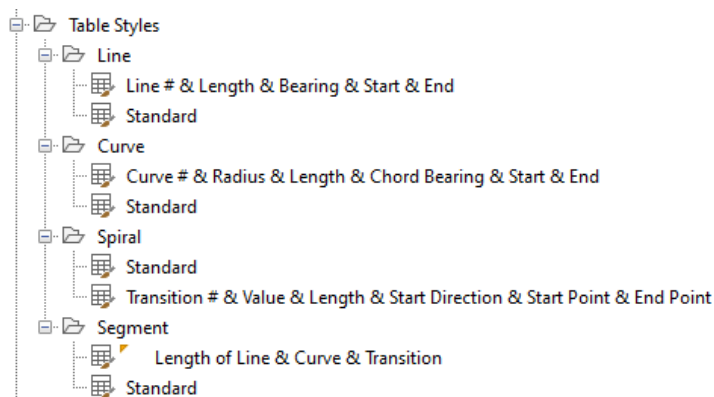 Table Styles
Line
Line # & Length & Bearing & Start & End
Standard
Curve
Curve # & Radius & Length & Chord Bearing & Start & End
Standard
Spiral
Standard
Transition # & Value & Length & Start Direction & Start Point & End Point
Segment
Length of Line & Curve & Transition
Standard